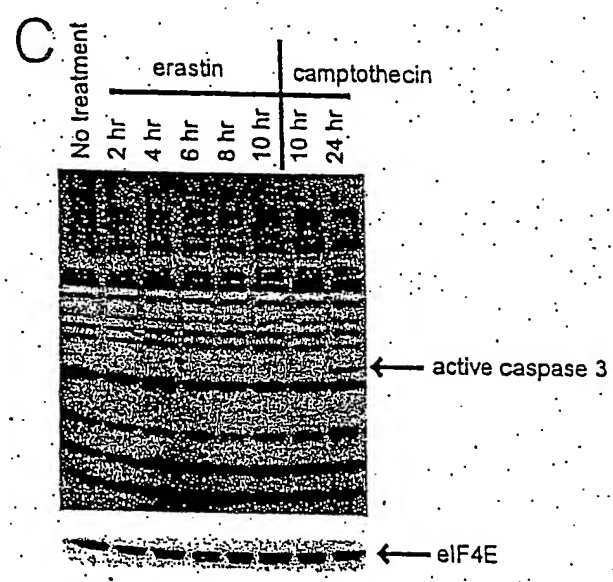 C
erastin
camptothecin
No treatment
2 hr
4 hr
6 hr
8 hr
10 hr
10 hr
24 hr
active caspase 3
eIF4E